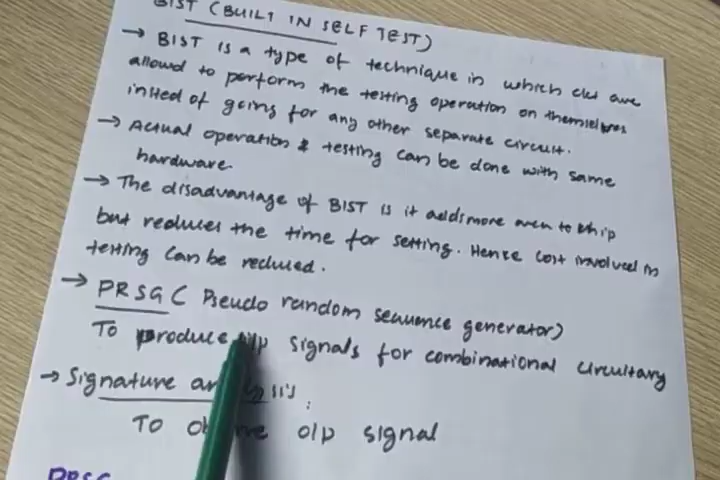 BIST (BUILT IN SELF TEST)
→ BIST is a type of technique in which ckt are
allowed to perform the testing operation on themselves
insted of going for any other separate circuit.
→ Actual operation & testing can be done with same
hardware.
→ The disadvantage of BIST is it adds more area to chip
but reduces the time for setting. Hence cost involved in
testing can be reduced.
→ PRSG ( Pseudo random sequence generator)
To produce signals for combinational circuitary
→ Signature
To o/p signal
PRSG